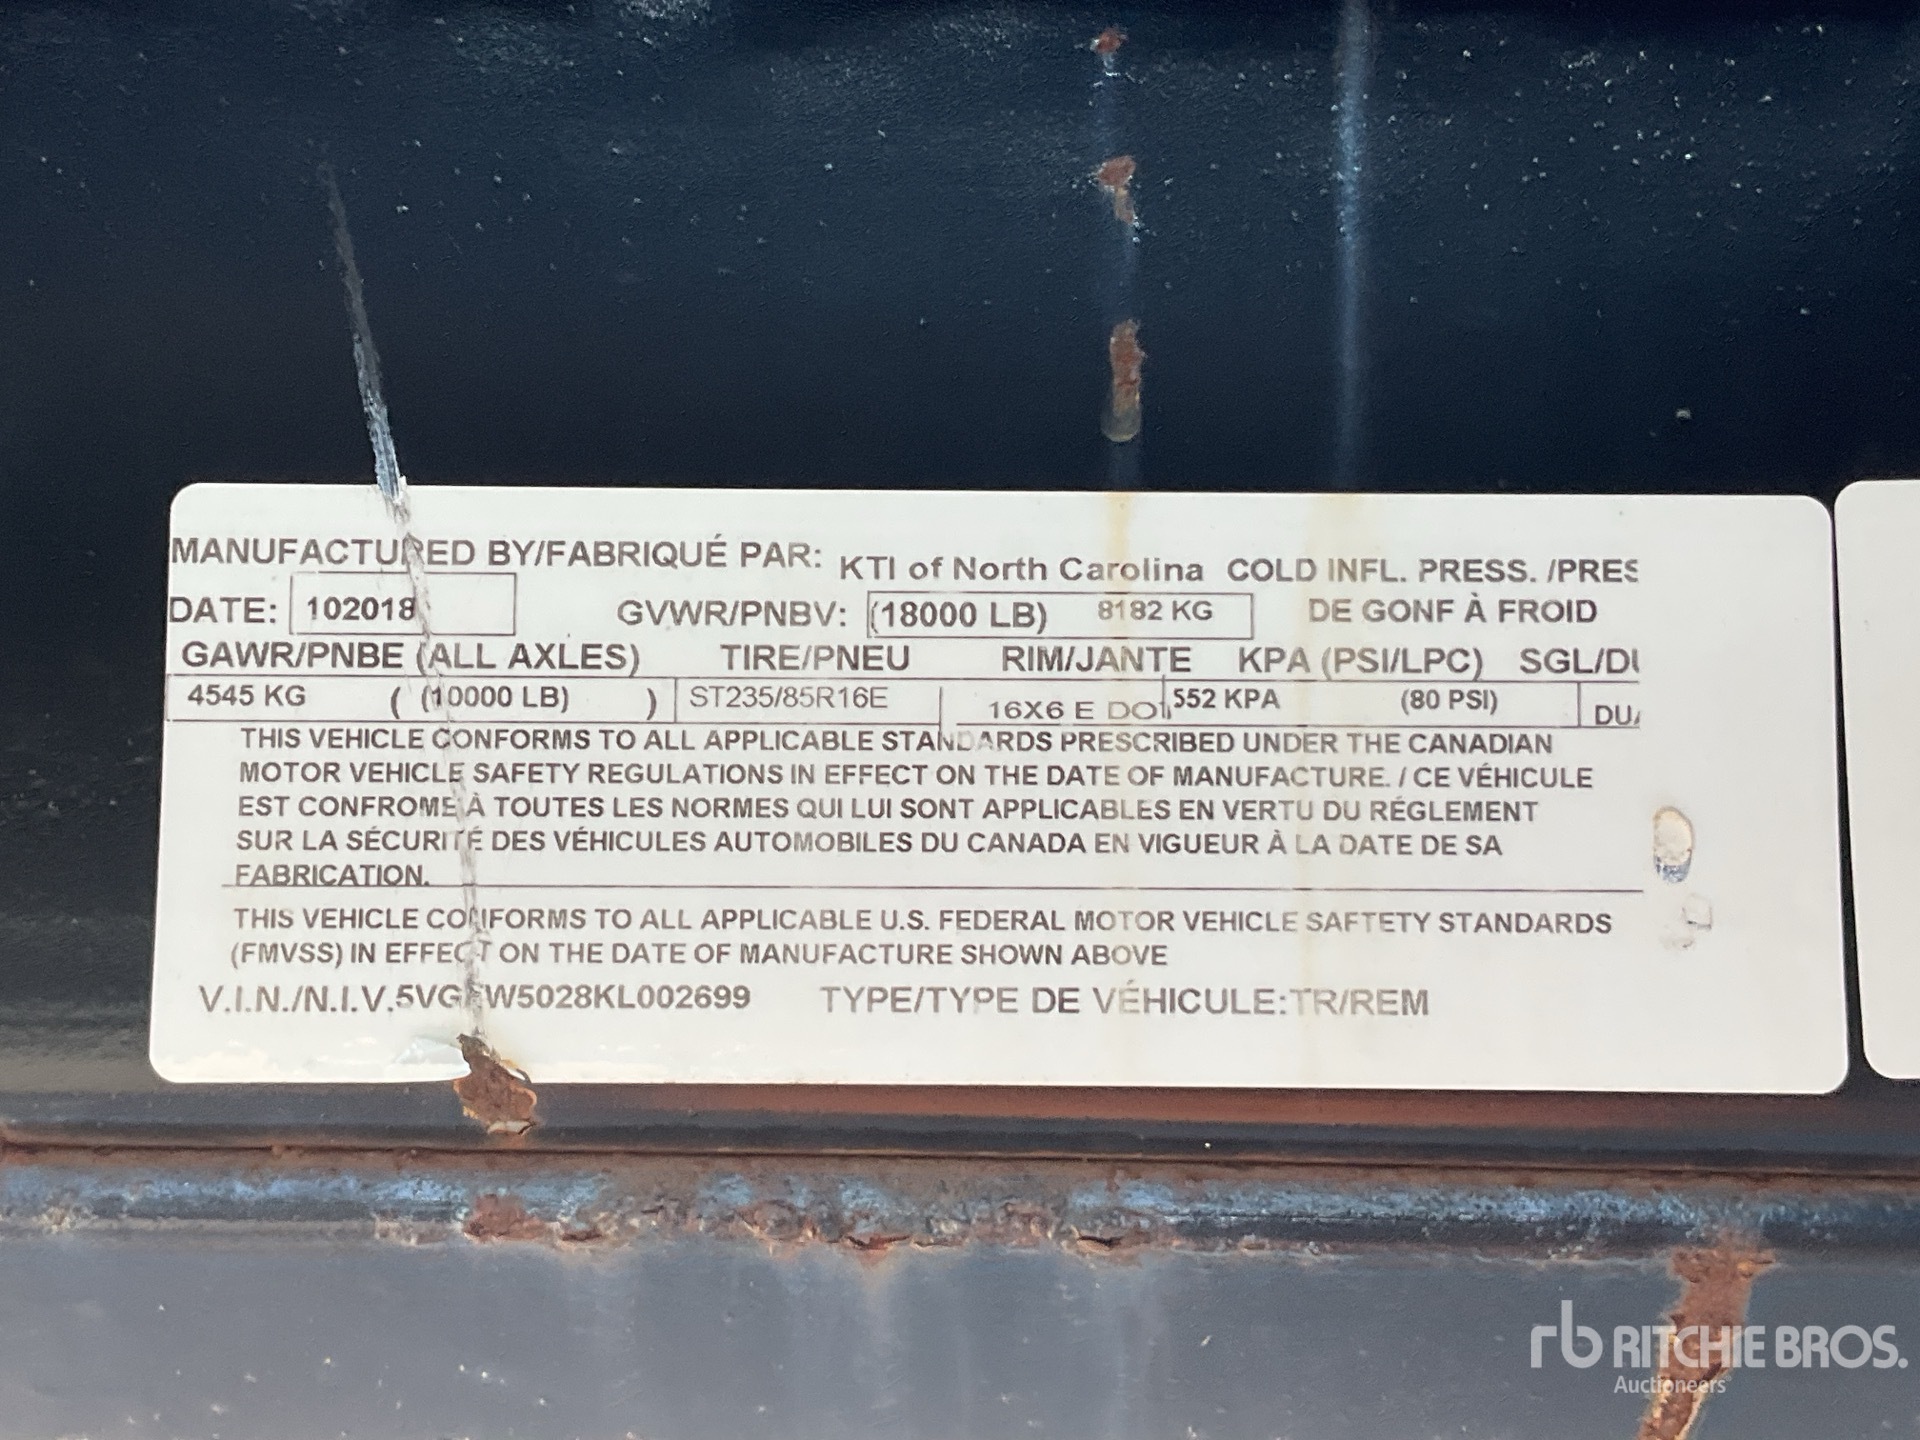 MANUFACTURED BY/FABRIQUÉ PAR: KTI of North Carolina COLD INFL. PRESS. /PRES
DATE: 102018 GVWR/PNBV: (18000 LB) 8182 KG DE GONF À FROID
GAWR/PNBE (ALL AXLES) TIRE/PNEU RIM/JANTE KPA (PSI/LPC) SGL/DU
4545 KG ( (10000 LB) ) ST235/85R16E 16X6 E DOT 552 KPA (80 PSI) DUA
THIS VEHICLE CONFORMS TO ALL APPLICABLE STANDARDS PRESCRIBED UNDER THE CANADIAN
MOTOR VEHICLE SAFETY REGULATIONS IN EFFECT ON THE DATE OF MANUFACTURE. / CE VÉHICULE
EST CONFROME À TOUTES LES NORMES QUI LUI SONT APPLICABLES EN VERTU DU RÉGLEMENT
SUR LA SÉCURITÉ DES VÉHICULES AUTOMOBILES DU CANADA EN VIGUEUR À LA DATE DE SA
FABRICATION.
THIS VEHICLE CONFORMS TO ALL APPLICABLE U.S. FEDERAL MOTOR VEHICLE SAFTETY STANDARDS
(FMVSS) IN EFFECT ON THE DATE OF MANUFACTURE SHOWN ABOVE
V.I.N./N.I.V. TYPE/TYPE DE VÉHICULE:TR/REM
rb RITCHIE BROS.
Auctioneers